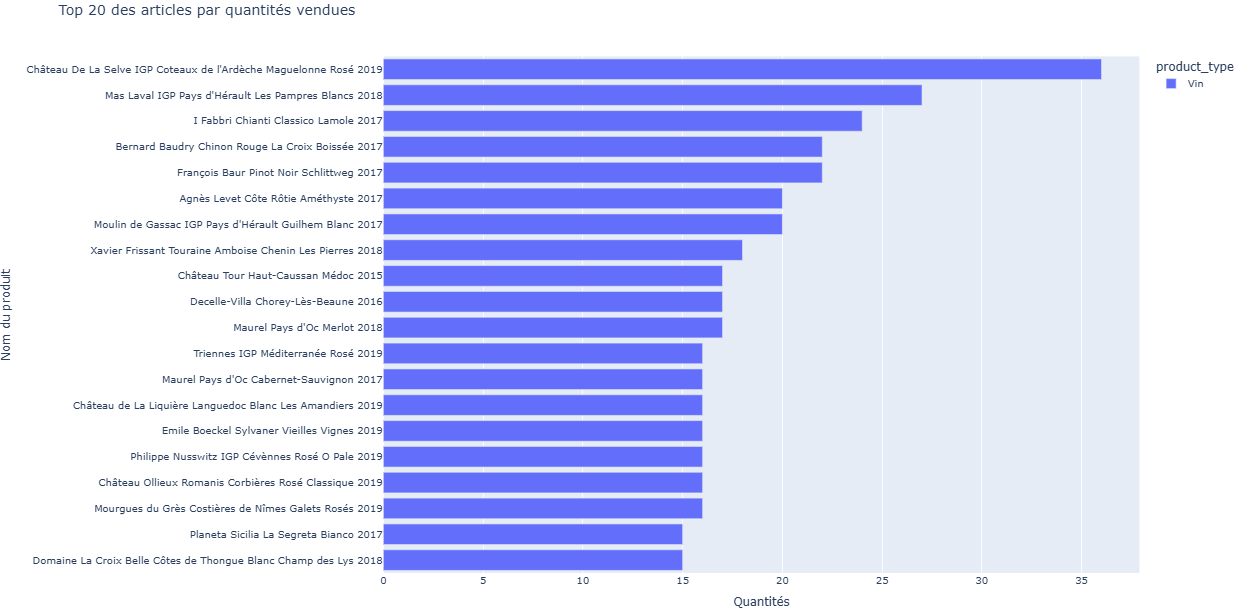 Top 20 des articles par quantités vendues
Château De La Selve IGP Coteaux de l'Ardèche Maguelonne Rosé 2019
Mas Laval IGP Pays d'Hérault Les Pampres Blancs 2018
I Fabbri Chianti Classico Lamole 2017
Bernard Baudry Chinon Rouge La Croix Boissée 2017
François Baur Pinot Noir Schlittweg 2017
Agnès Levet Côte Rôtie Améthyste 2017
Moulin de Gassac IGP Pays d'Hérault Guilhem Blanc 2017
Xavier Frissant Touraine Amboise Chenin Les Pierres 2018
Château Tour Haut-Caussan Médoc 2015
Decelle-Villa Chorey-Lès-Beaune 2016
Maurel Pays d'Oc Merlot 2018
Triennes IGP Méditerranée Rosé 2019
Maurel Pays d'Oc Cabernet-Sauvignon 2017
Château de La Liquière Languedoc Blanc Les Amandiers 2019
Emile Boeckel Sylvaner Vieilles Vignes 2019
Philippe Nusswitz IGP Cévènnes Rosé O Pale 2019
Château Ollieux Romanis Corbières Rosé Classique 2019
Mourgues du Grès Costières de Nîmes Galets Rosés 2019
Planeta Sicilia La Segreta Bianco 2017
Domaine La Croix Belle Côtes de Thongue Blanc Champ des Lys 2018
Nom du produit
0 5 10 15 20 25 30 35
Quantités
product_type
Vin